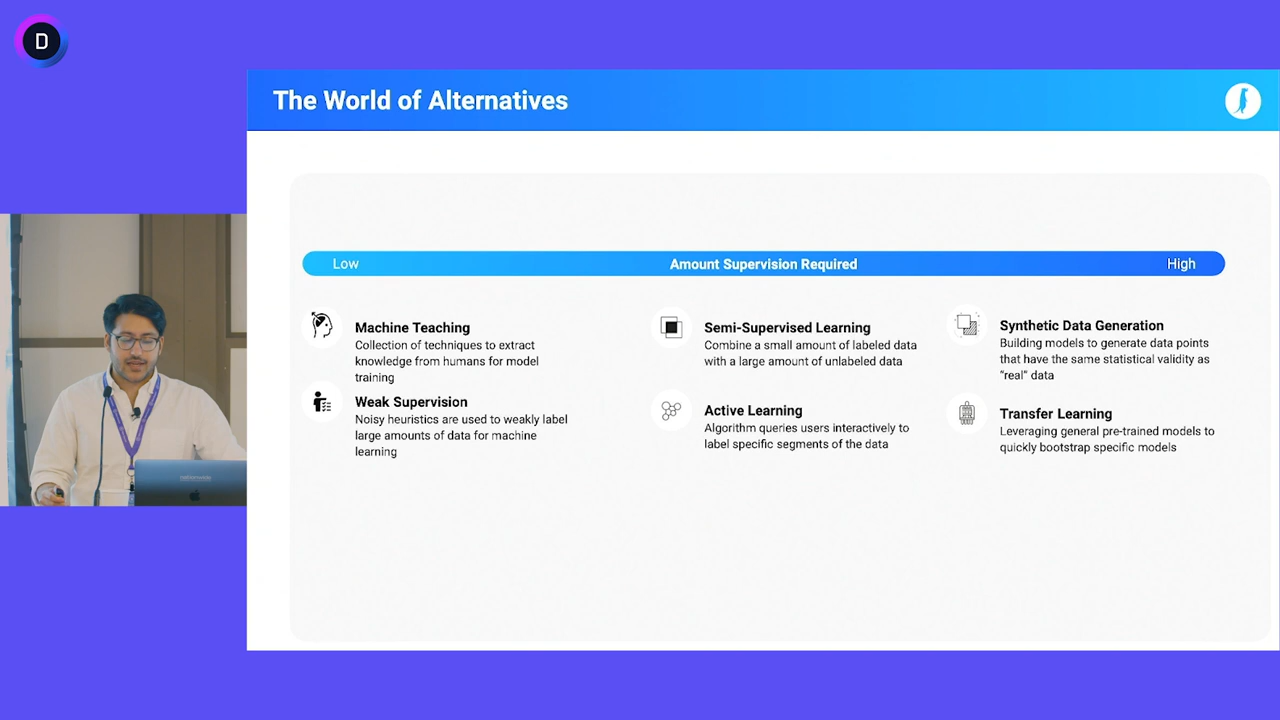 D
The World of Alternatives
Low
Amount Supervision Required
High
Machine Teaching
Collection of techniques to extract
knowledge from humans for model
training
Weak Supervision
Noisy heuristics are used to weakly label
large amounts of data for machine
learning
Semi-Supervised Learning
Combine a small amount of labeled data
with a large amount of unlabeled data
Active Learning
Algorithm queries users interactively to
label specific segments of the data
Synthetic Data Generation
Building models to generate data points
that have the same statistical validity as
“real” data
Transfer Learning
Leveraging general pre-trained models to
quickly bootstrap specific models